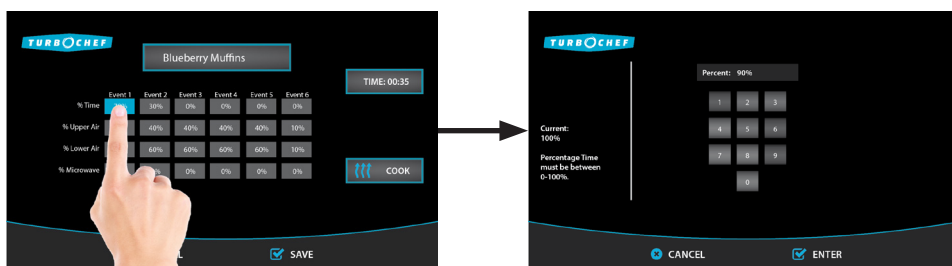 TURBOCHEF
Blueberry Muffins
TIME: 00:35
Event 1 Event 2 Event 3 Event 4 Event 5 Event 6
% Time 30% 0% 0% 0% 0%
% Upper Air 40% 40% 40% 40% 10%
% Lower Air 60% 60% 60% 60% 10%
% Microwave 0% 0% 0% 0%
COOK
SAVE
TURBOCHEF
Percent: 90%
1 2 3
4 5 6
7 8 9
0
Current:
100%
Percentage Time
must be between
0-100%.
CANCEL
ENTER